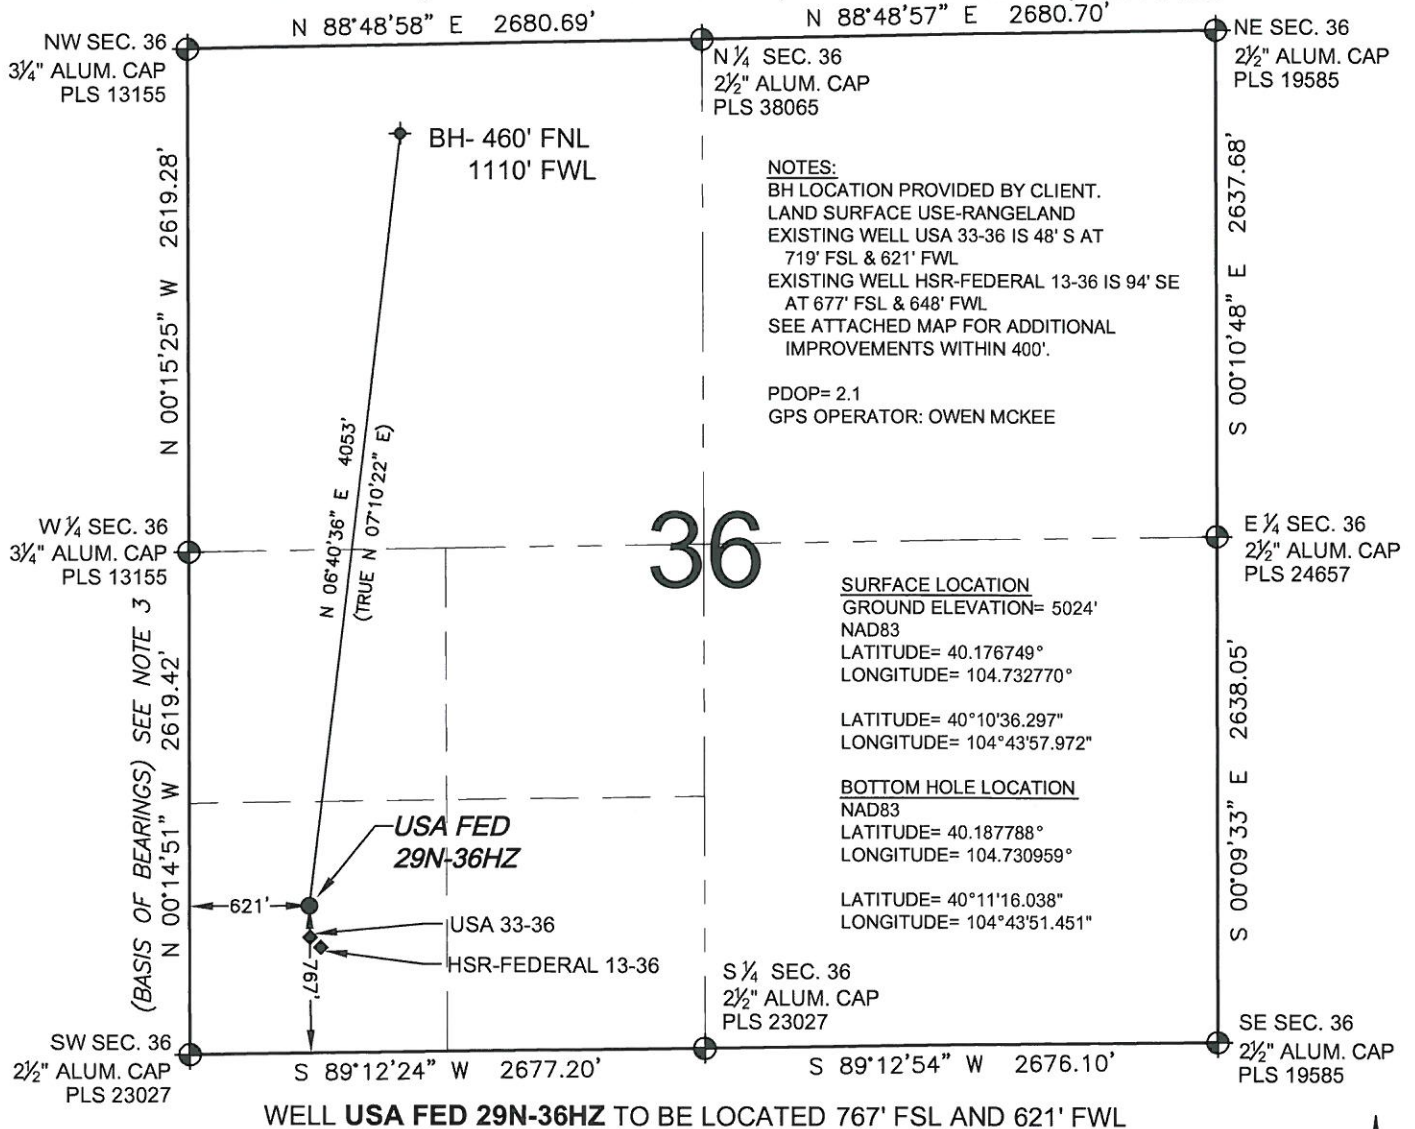 N 88°48'58" E 2680.69'
N 88°48'57" E 2680.70'
NW SEC. 36
3¼" ALUM. CAP
PLS 13155
N ¼ SEC. 36
2½" ALUM. CAP
PLS 38065
NE SEC. 36
2½" ALUM. CAP
PLS 19585
BH- 460' FNL
1110' FWL
NOTES:
BH LOCATION PROVIDED BY CLIENT.
LAND SURFACE USE-RANGELAND
EXISTING WELL USA 33-36 IS 48' S AT
719' FSL & 621' FWL
EXISTING WELL HSR-FEDERAL 13-36 IS 94' SE
AT 677' FSL & 648' FWL
SEE ATTACHED MAP FOR ADDITIONAL
IMPROVEMENTS WITHIN 400'.
PDOP= 2.1
GPS OPERATOR: OWEN MCKEE
N 00°15'25" W 2619.28'
S 00°10'48" E 2637.68'
N 06°40'36" E 4053'
(TRUE N 07°10'22" E)
W ¼ SEC. 36
3¼" ALUM. CAP
PLS 13155
36
E ¼ SEC. 36
2½" ALUM. CAP
PLS 24657
SURFACE LOCATION
GROUND ELEVATION= 5024'
NAD83
LATITUDE= 40.176749°
LONGITUDE= 104.732770°
LATITUDE= 40°10'36.297"
LONGITUDE= 104°43'57.972"
BOTTOM HOLE LOCATION
NAD83
LATITUDE= 40.187788°
LONGITUDE= 104.730959°
LATITUDE= 40°11'16.038"
LONGITUDE= 104°43'51.451"
(BASIS OF BEARINGS) SEE NOTE 3
N 00°14'51" W 2619.42'
S 00°09'33" E 2638.05'
USA FED
29N-36HZ
621'
USA 33-36
HSR-FEDERAL 13-36
767'
S ¼ SEC. 36
2½" ALUM. CAP
PLS 23027
SW SEC. 36
2½" ALUM. CAP
PLS 23027
SE SEC. 36
2½" ALUM. CAP
PLS 19585
S 89°12'24" W 2677.20'
S 89°12'54" W 2676.10'
WELL USA FED 29N-36HZ TO BE LOCATED 767' FSL AND 621' FWL